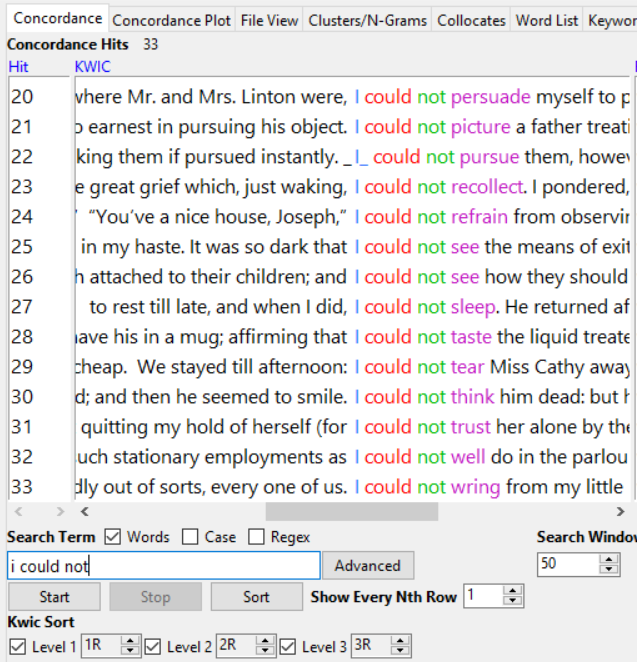 Concordance Concordance Plot File View Clusters/N-Grams Collocates Word List
Concordance Hits 33
Hit KWIC
20 where Mr. and Mrs. Linton were, I could not persuade myself to p
21 o earnest in pursuing his object. I could not picture a father treati
22 king them if pursued instantly. _I_ could not pursue them, howev
23 e great grief which, just waking, I could not recollect. I pondered,
24 ’ “You’ve a nice house, Joseph,” I could not refrain from observin
25 in my haste. It was so dark that I could not see the means of exit
26 h attached to their children; and I could not see how they should
27 to rest till late, and when I did, I could not sleep. He returned af
28 have his in a mug; affirming that I could not taste the liquid treate
29 cheap. We stayed till afternoon: I could not tear Miss Cathy away
30 d; and then he seemed to smile. I could not think him dead: but h
31 quitting my hold of herself (for I could not trust her alone by the
32 uch stationary employments as I could not well do in the parlou
33 dly out of sorts, every one of us. I could not wring from my little
Search Term Words Case Regex Search Windo
i could not Advanced 50
Start Stop Sort Show Every Nth Row 1
Kwic Sort
Level 1 1R Level 2 2R Level 3 3R